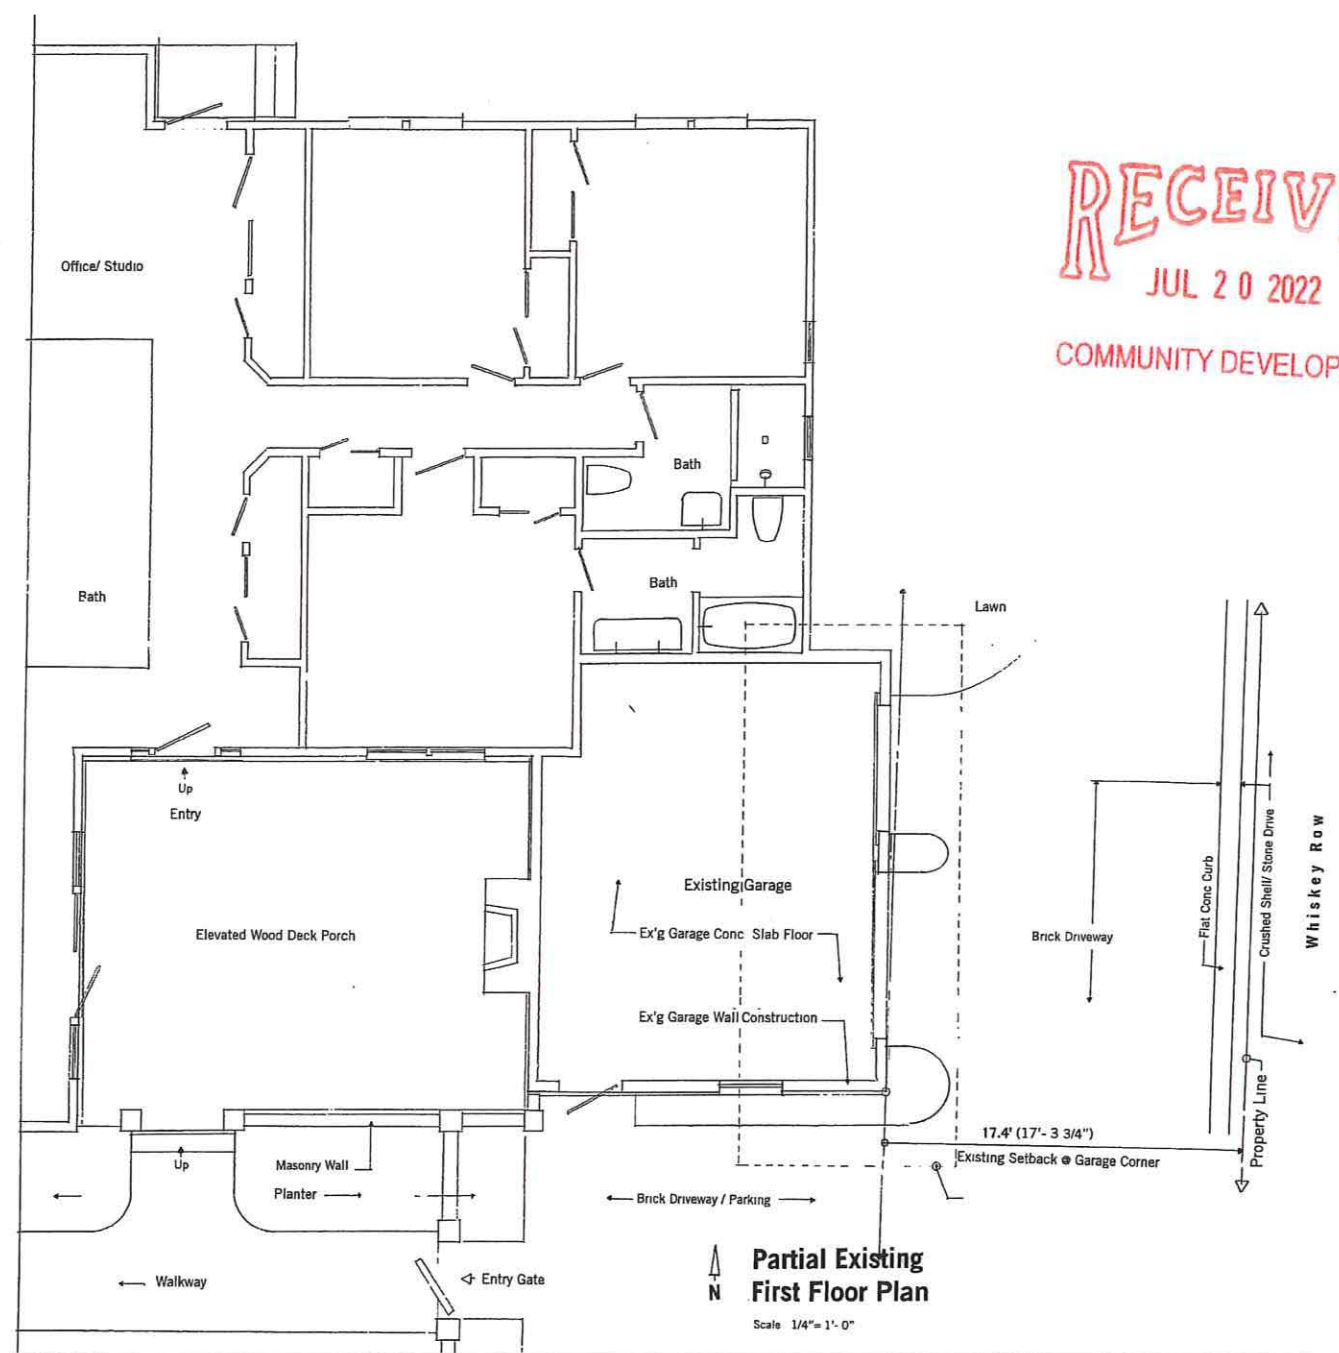 RECEIV
JUL 20 2022
COMMUNITY DEVELOP
Office/ Studio
Bath
Bath
Bath
Lawn
Up
Entry
Existing Garage
Elevated Wood Deck Porch
Ex'g Garage Conc Slab Floor
Ex'g Garage Wall Construction
Brick Driveway
Flat Conc Curb
Crushed Shell/ Stone Drive
Whiskey Row
Property Line
17.4' (17'- 3 3/4")
Existing Setback @ Garage Corner
Up
Masonry Wall
Planter
Brick Driveway / Parking
Walkway
Entry Gate
N
Partial Existing
First Floor Plan
Scale 1/4"= 1'- 0"